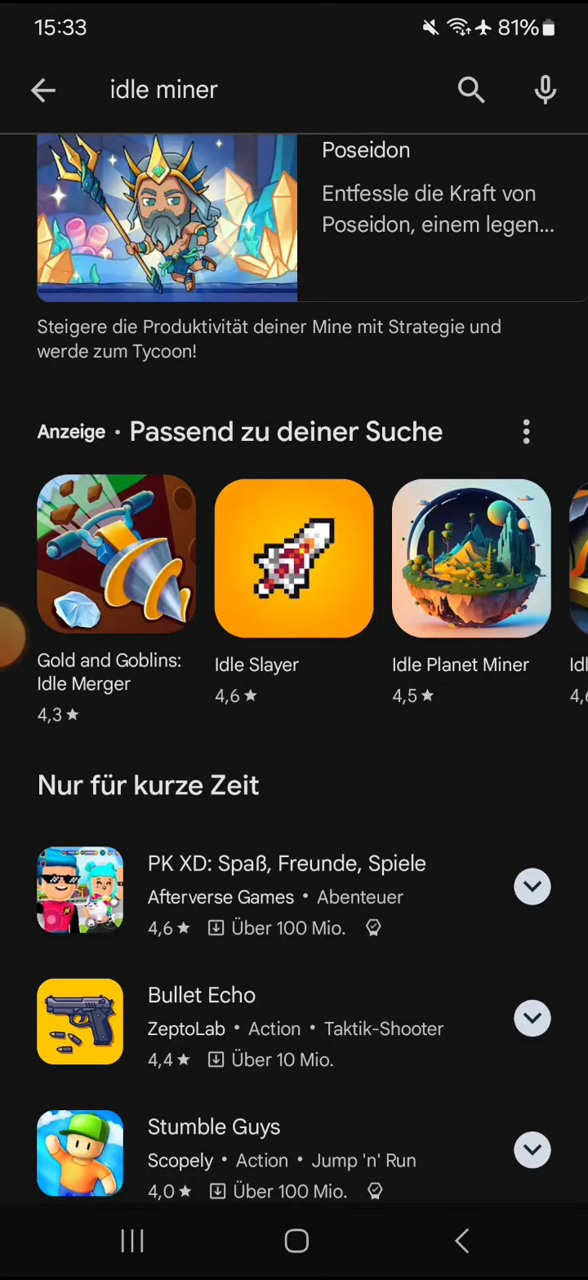 15:33
81%
idle miner
Poseidon
Entfessle die Kraft von
Poseidon, einem legen...
Steigere die Produktivität deiner Mine mit Strategie und
werde zum Tycoon!
Anzeige • Passend zu deiner Suche
Gold and Goblins:
Idle Merger
4,3 ★
Idle Slayer
4,6 ★
Idle Planet Miner
4,5 ★
Idl
4,6
Nur für kurze Zeit
PK XD: Spaß, Freunde, Spiele
Afterverse Games • Abenteuer
4,6 ★ Über 100 Mio.
Bullet Echo
ZeptoLab • Action • Taktik-Shooter
4,4 ★ Über 10 Mio.
Stumble Guys
Scopely • Action • Jump 'n' Run
4,0 ★ Über 100 Mio.